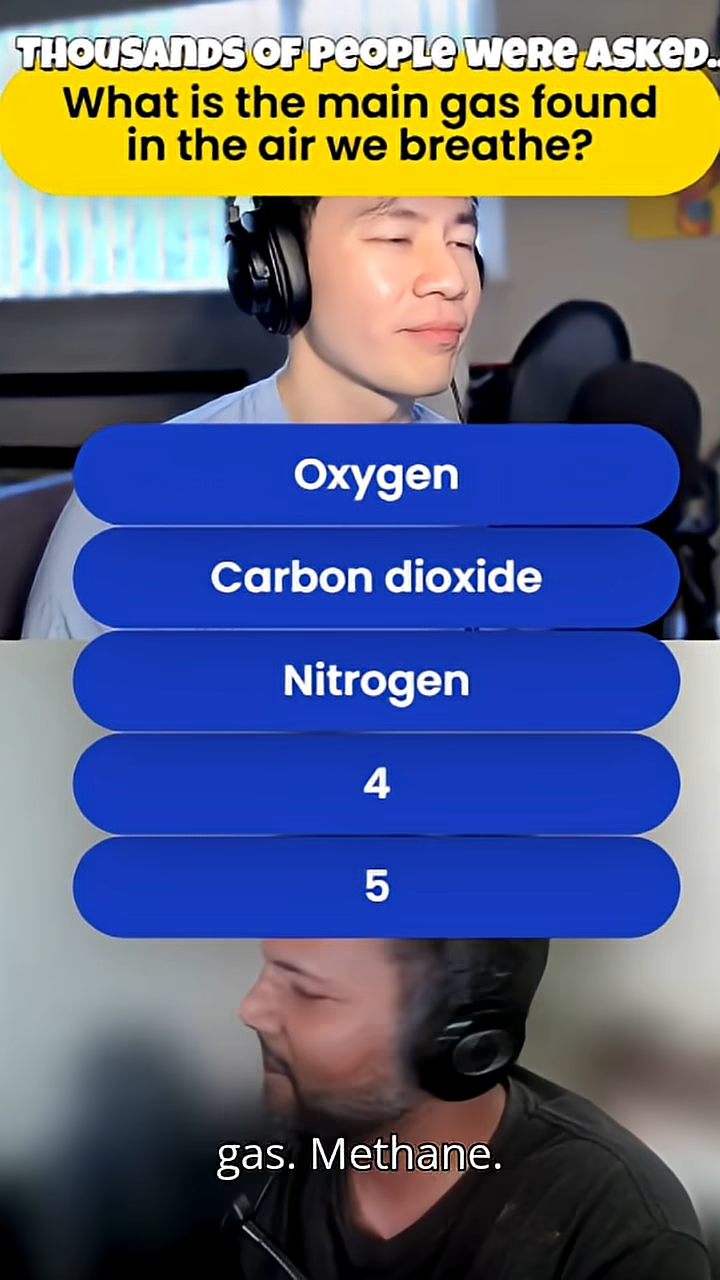 THOUSANDS OF PEOPLE WERE ASKED..
What is the main gas found
in the air we breathe?
Oxygen
Carbon dioxide
Nitrogen
4
5
gas. Methane.